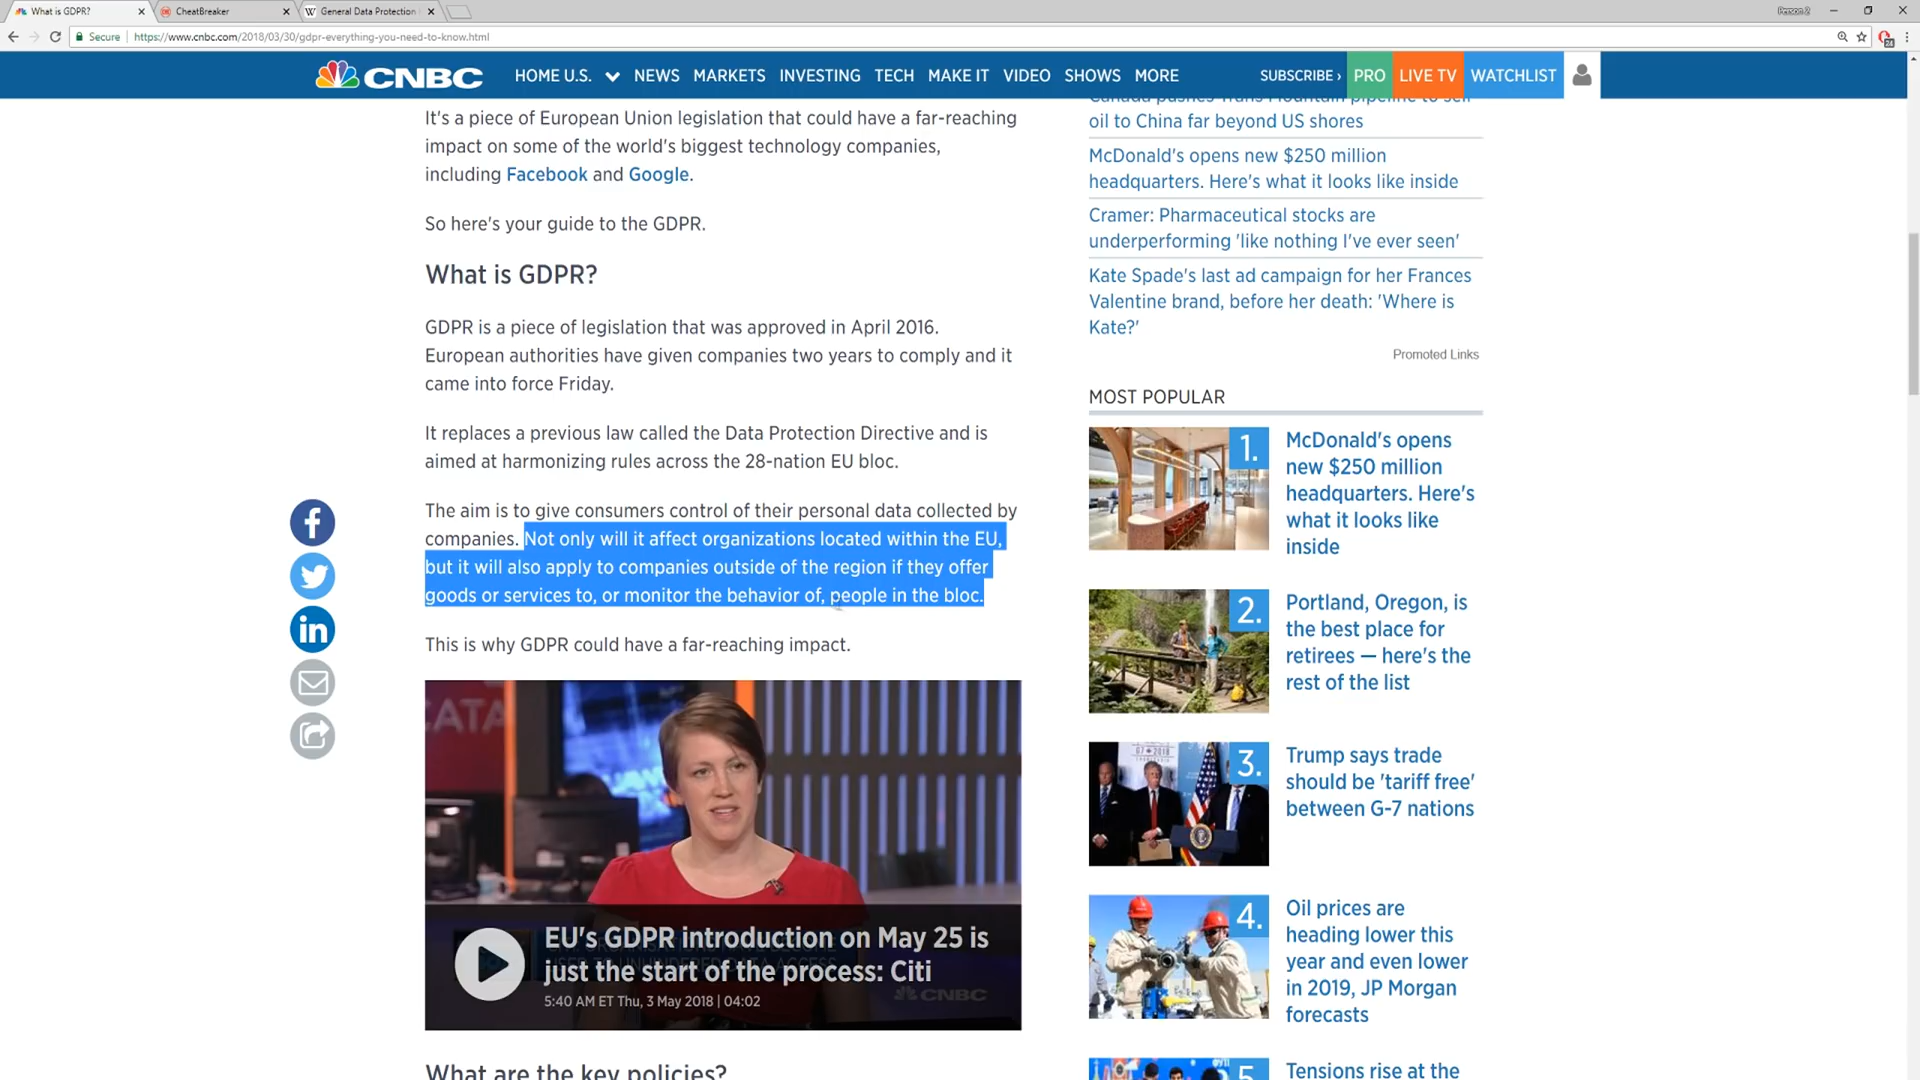 What is GDPR?
CheatBreaker
General Data Protection
Person 2
Secure
https://www.cnbc.com/2018/03/30/gdpr-everything-you-need-to-know.html
CNBC
HOME U.S.
NEWS
MARKETS
INVESTING
TECH
MAKE IT
VIDEO
SHOWS
MORE
SUBSCRIBE ›
PRO
LIVE TV
WATCHLIST
It's a piece of European Union legislation that could have a far-reaching
impact on some of the world's biggest technology companies,
including Facebook and Google.
So here's your guide to the GDPR.
What is GDPR?
GDPR is a piece of legislation that was approved in April 2016.
European authorities have given companies two years to comply and it
came into force Friday.
It replaces a previous law called the Data Protection Directive and is
aimed at harmonizing rules across the 28-nation EU bloc.
The aim is to give consumers control of their personal data collected by
companies. Not only will it affect organizations located within the EU,
but it will also apply to companies outside of the region if they offer
goods or services to, or monitor the behavior of, people in the bloc.
This is why GDPR could have a far-reaching impact.
EU's GDPR introduction on May 25 is
just the start of the process: Citi
5:40 AM ET Thu, 3 May 2018 | 04:02
CNBC
What are the key policies?
Canada pushes Trans Mountain pipeline to sell
oil to China far beyond US shores
McDonald's opens new $250 million
headquarters. Here's what it looks like inside
Cramer: Pharmaceutical stocks are
underperforming 'like nothing I've ever seen'
Kate Spade's last ad campaign for her Frances
Valentine brand, before her death: 'Where is
Kate?'
Promoted Links
MOST POPULAR
1.
McDonald's opens
new $250 million
headquarters. Here's
what it looks like
inside
2.
Portland, Oregon, is
the best place for
retirees — here's the
rest of the list
3.
Trump says trade
should be 'tariff free'
between G-7 nations
4.
Oil prices are
heading lower this
year and even lower
in 2019, JP Morgan
forecasts
5.
Tensions rise at the